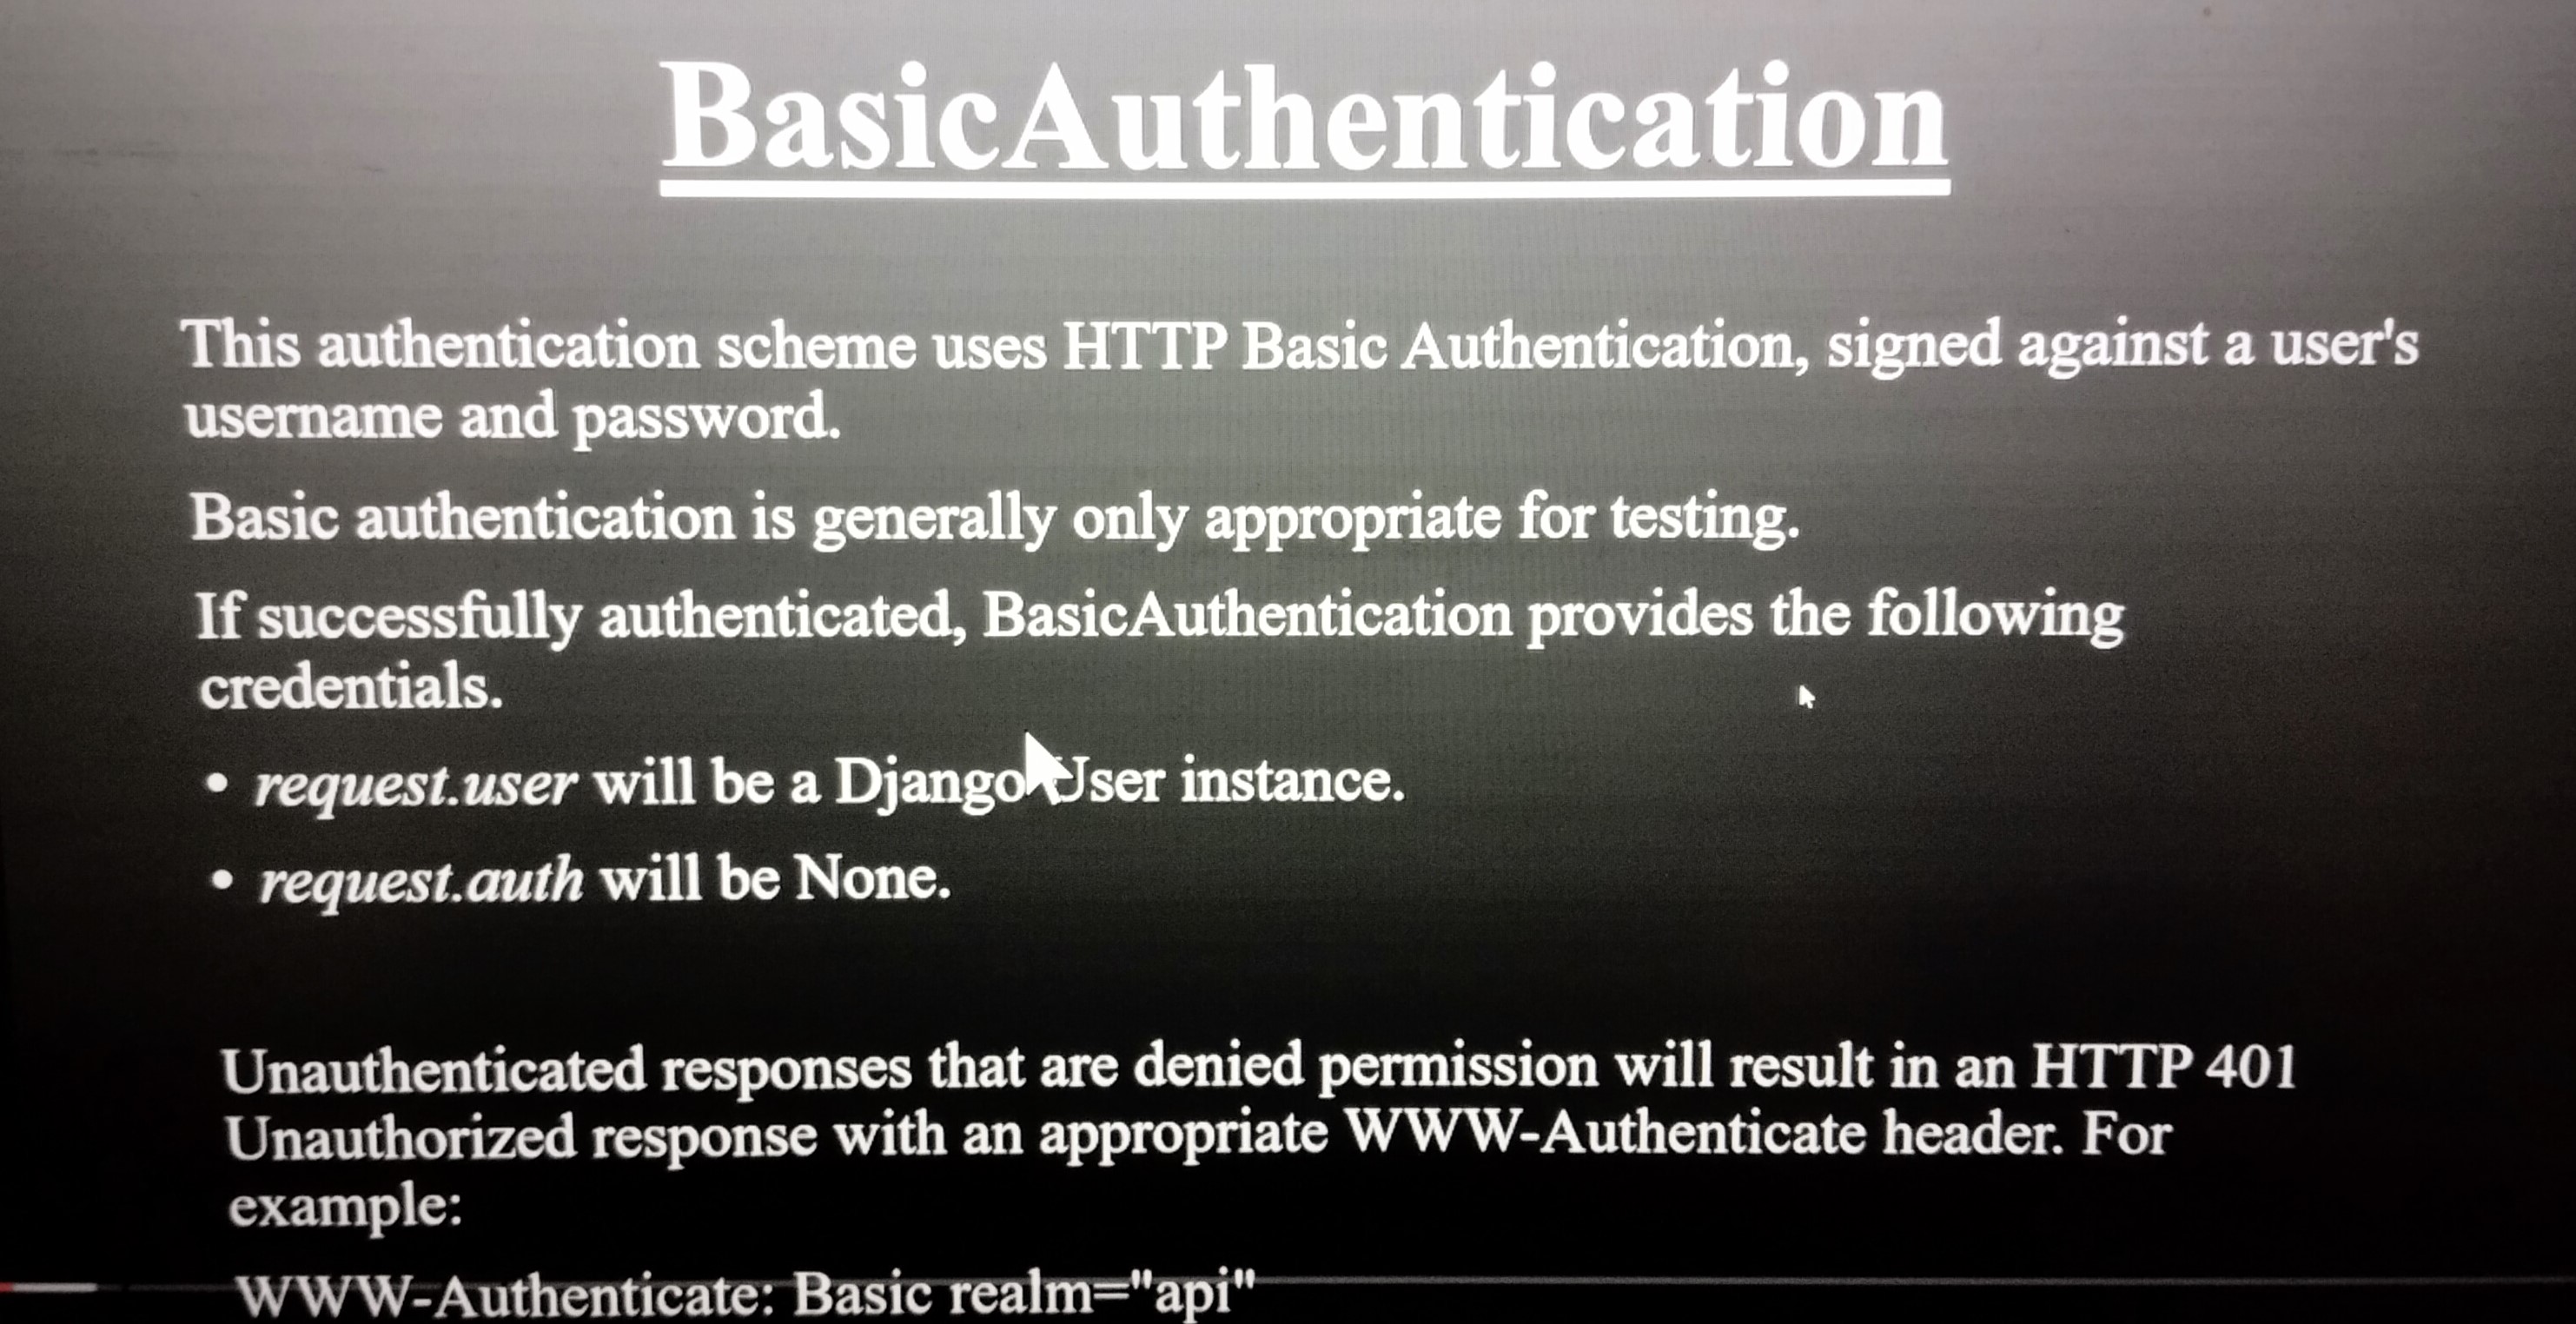 BasicAuthentication
This authentication scheme uses HTTP Basic Authentication, signed against a user's
username and password.
Basic authentication is generally only appropriate for testing.
If successfully authenticated, BasicAuthentication provides the following
credentials.
• request.user will be a Django User instance.
• request.auth will be None.
Unauthenticated responses that are denied permission will result in an HTTP 401
Unauthorized response with an appropriate WWW-Authenticate header. For
example:
WWW-Authenticate: Basic realm="api"